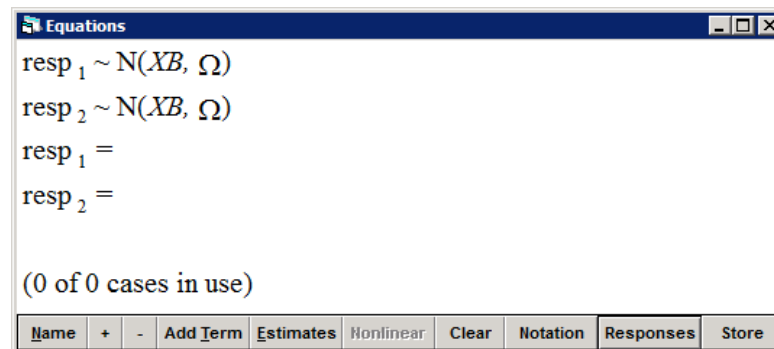 Equations
resp 1 ~ N(XB, Ω)
resp 2 ~ N(XB, Ω)
resp 1 =
resp 2 =
(0 of 0 cases in use)
Name + - Add Term Estimates Nonlinear Clear Notation Responses Store